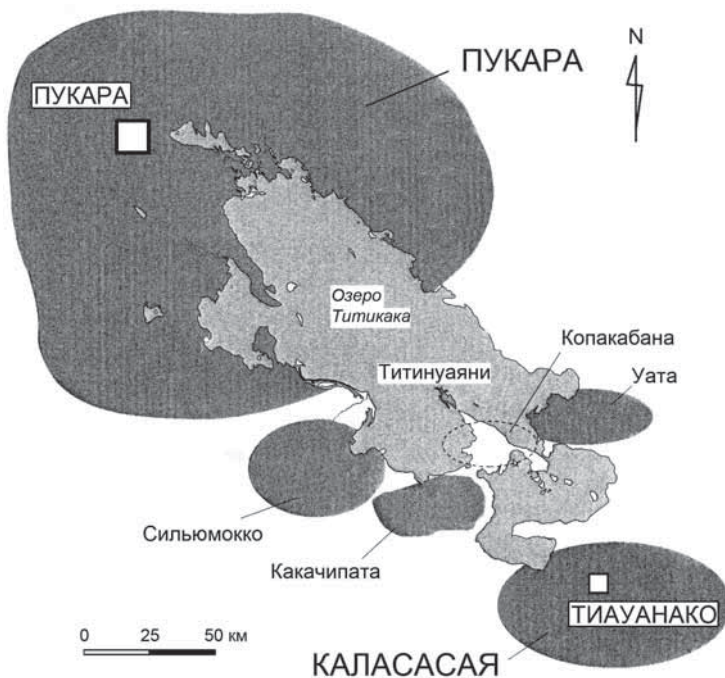 ПУКАРА
N
ПУКАРА
Озеро
Титикака
Копакабана
Титинуаяни
Уата
Сильюмокко
Какачипата
ТИАУАНАКО
0 25 50 км
КАЛАСАСАЯ